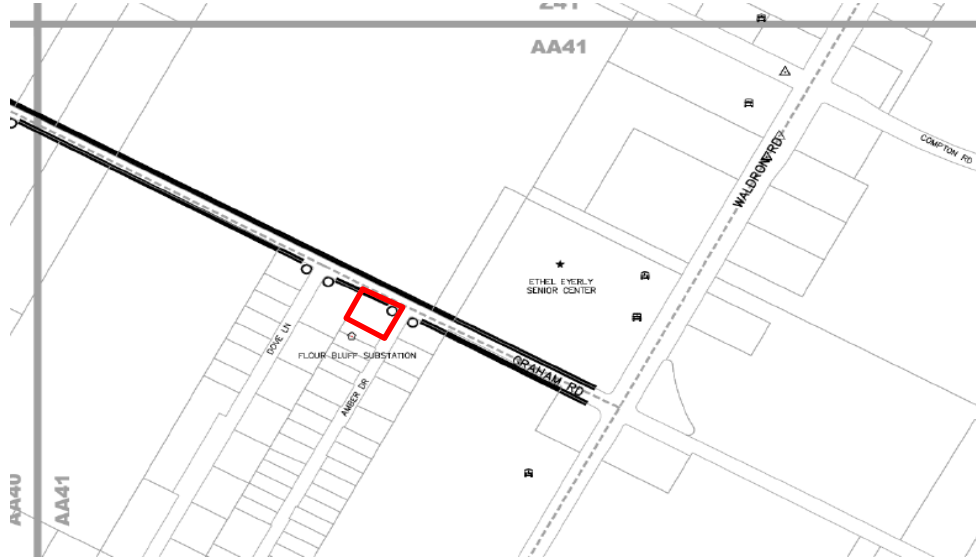 241
AA41
COMPTON RD
WALDRON RD
ETHEL EYERLY
SENIOR CENTER
DOVE LN
FLOUR BLUFF SUBSTATION
GRAHAM RD
AMBER DR
AA40
AA41